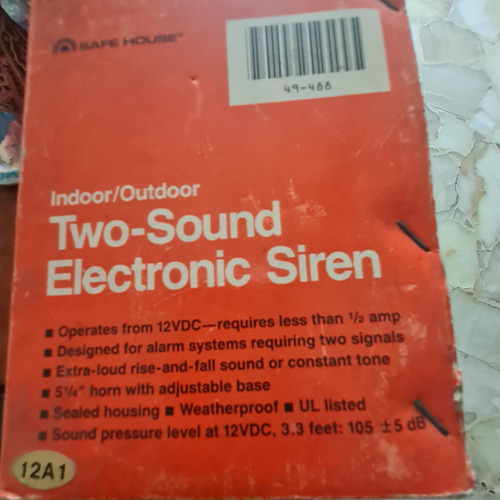 SAFE HOUSE®
49-488
Indoor/Outdoor
Two-Sound
Electronic Siren
■ Operates from 12VDC—requires less than 1/2 amp
■ Designed for alarm systems requiring two signals
■ Extra-loud rise-and-fall sound or constant tone
■ 5 1/4" horn with adjustable base
■ Sealed housing ■ Weatherproof ■ UL listed
■ Sound pressure level at 12VDC, 3.3 feet: 105 ±5 dB
12A1